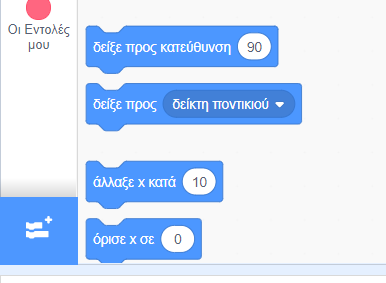 Οι Εντολές
μου
δείξε προς κατεύθυνση 90
δείξε προς δείκτη ποντικιού
άλλαξε x κατά 10
όρισε x σε 0